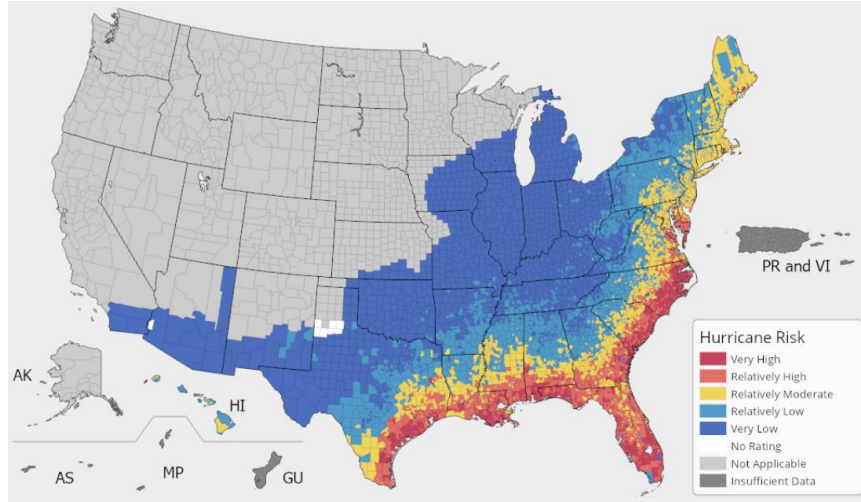 PR and VI
Hurricane Risk
Very High
Relatively High
Relatively Moderate
Relatively Low
Very Low
No Rating
Not Applicable
Insufficient Data
AK
HI
AS
MP
GU